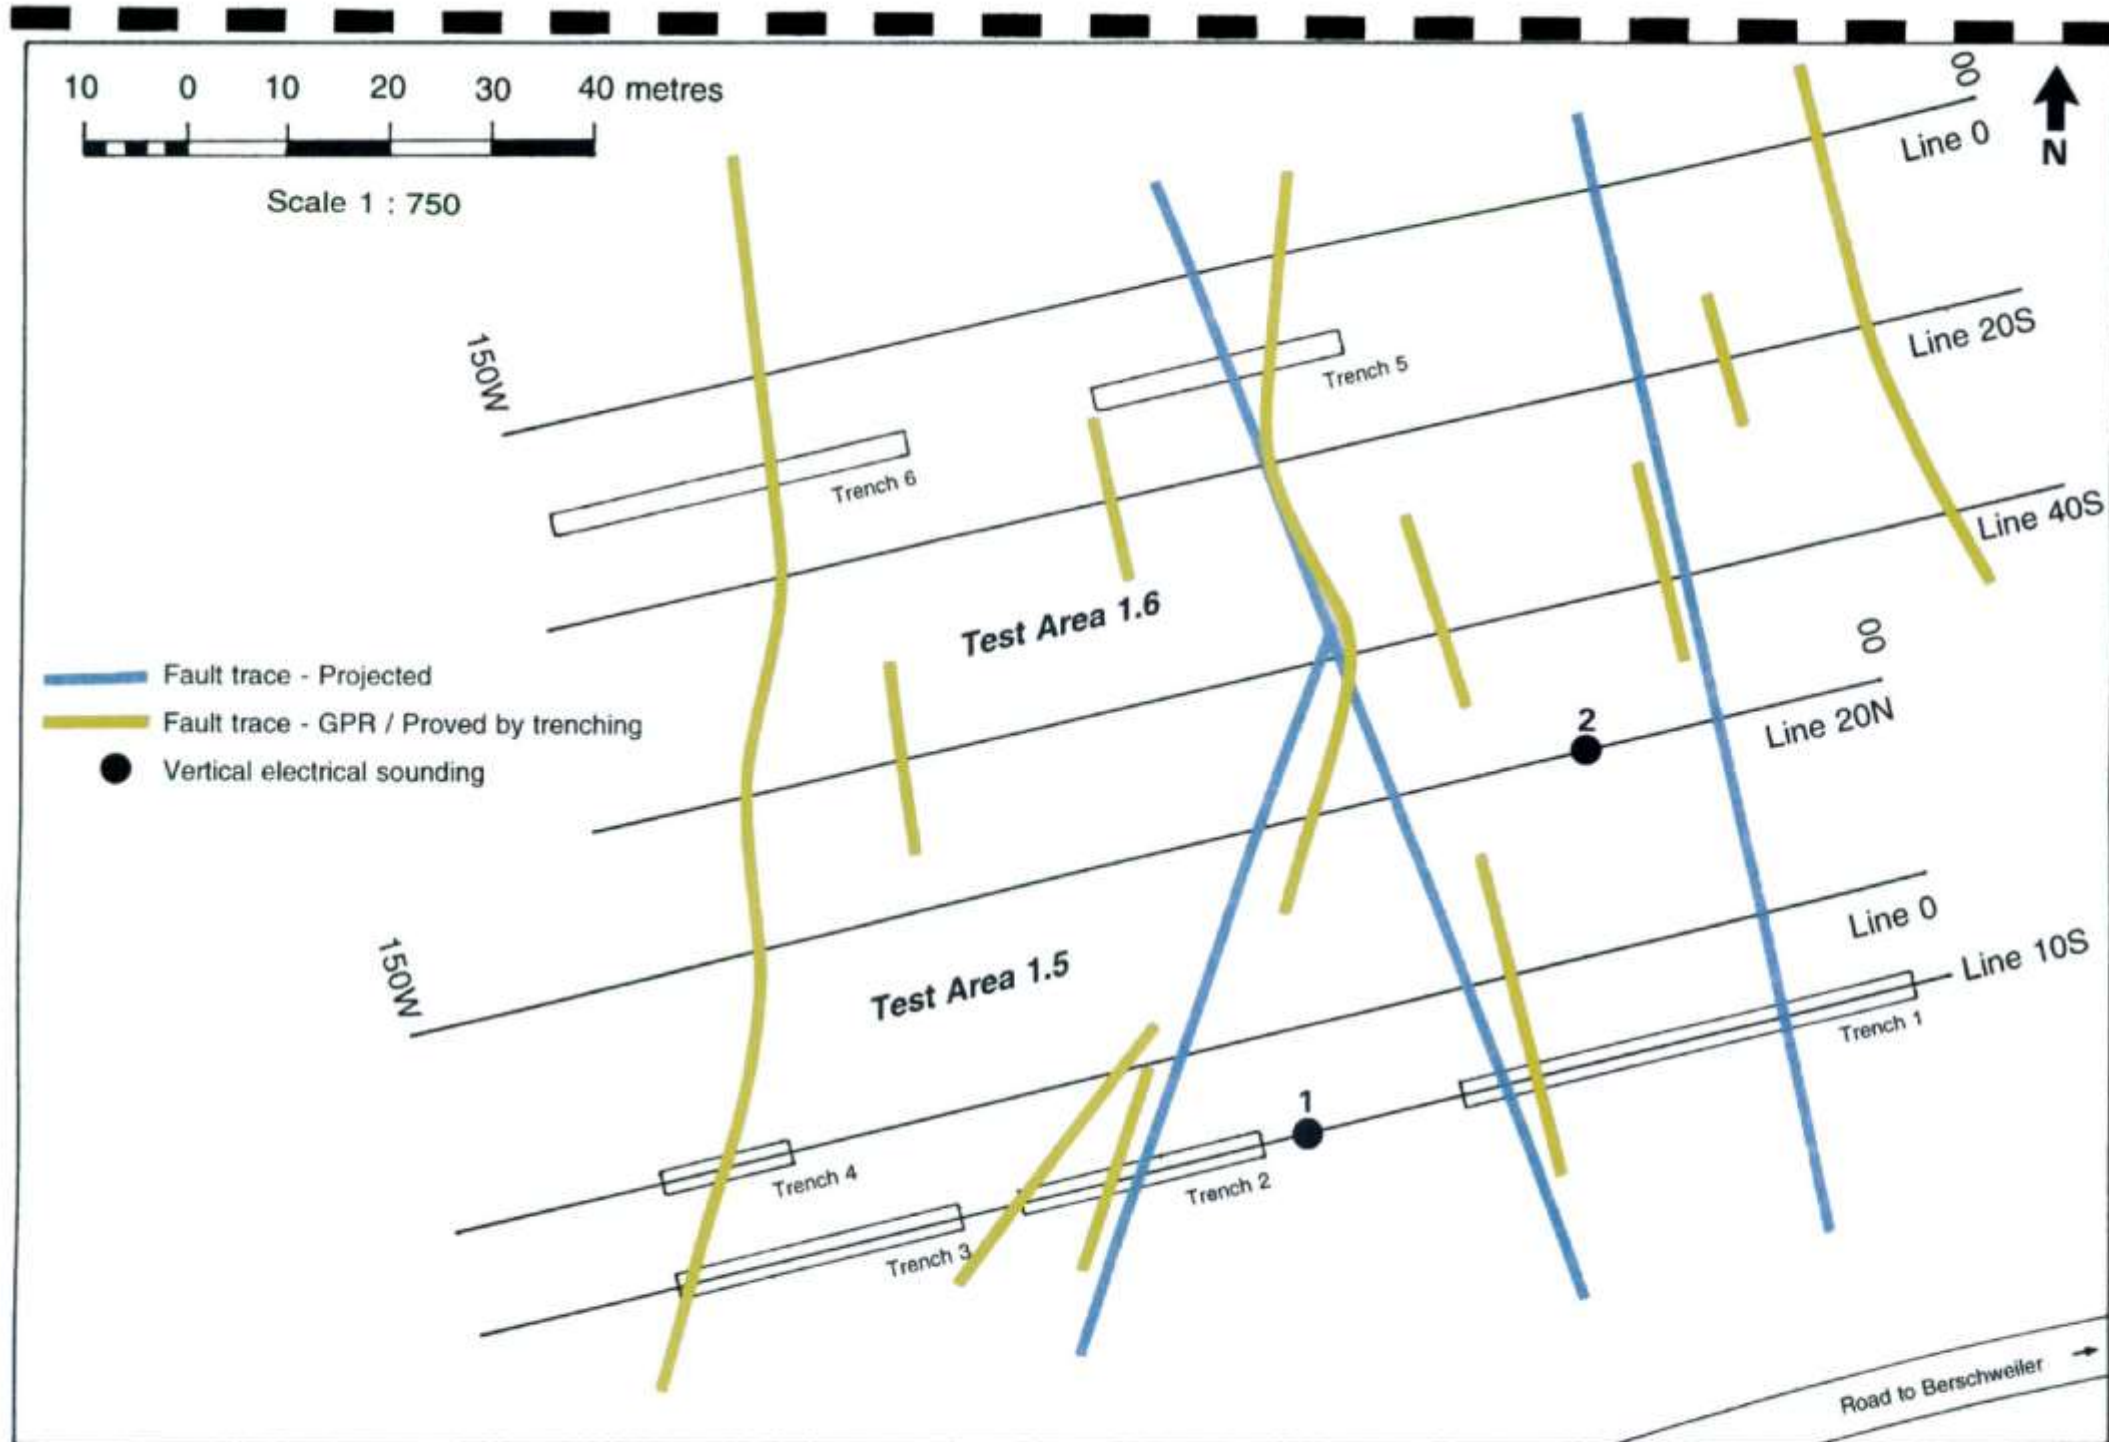 10 0 10 20 30 40 metres
Scale 1 : 750
00
Line 0
N
150W
Trench 5
Line 20S
Trench 6
Line 40S
Test Area 1.6
00
Fault trace - Projected
Fault trace - GPR / Proved by trenching
Vertical electrical sounding
2
Line 20N
150W
Test Area 1.5
Line 0
Line 10S
Trench 1
1
Trench 4
Trench 2
Trench 3
Road to Berschweiler